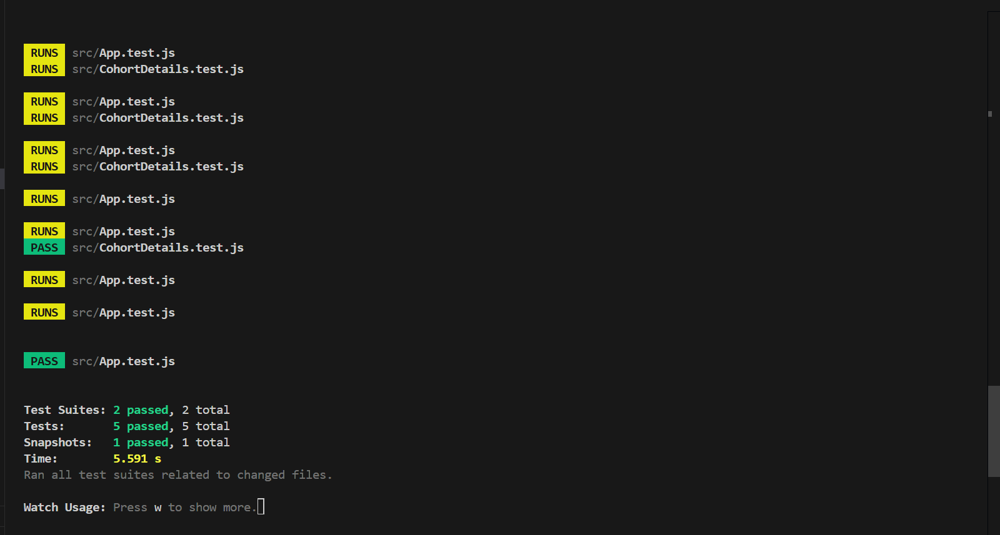 RUNS src/App.test.js
RUNS src/CohortDetails.test.js
RUNS src/App.test.js
RUNS src/CohortDetails.test.js
RUNS src/App.test.js
RUNS src/CohortDetails.test.js
RUNS src/App.test.js
RUNS src/App.test.js
PASS src/CohortDetails.test.js
RUNS src/App.test.js
RUNS src/App.test.js
PASS src/App.test.js
Test Suites: 2 passed, 2 total
Tests: 5 passed, 5 total
Snapshots: 1 passed, 1 total
Time: 5.591 s
Ran all test suites related to changed files.
Watch Usage: Press w to show more.